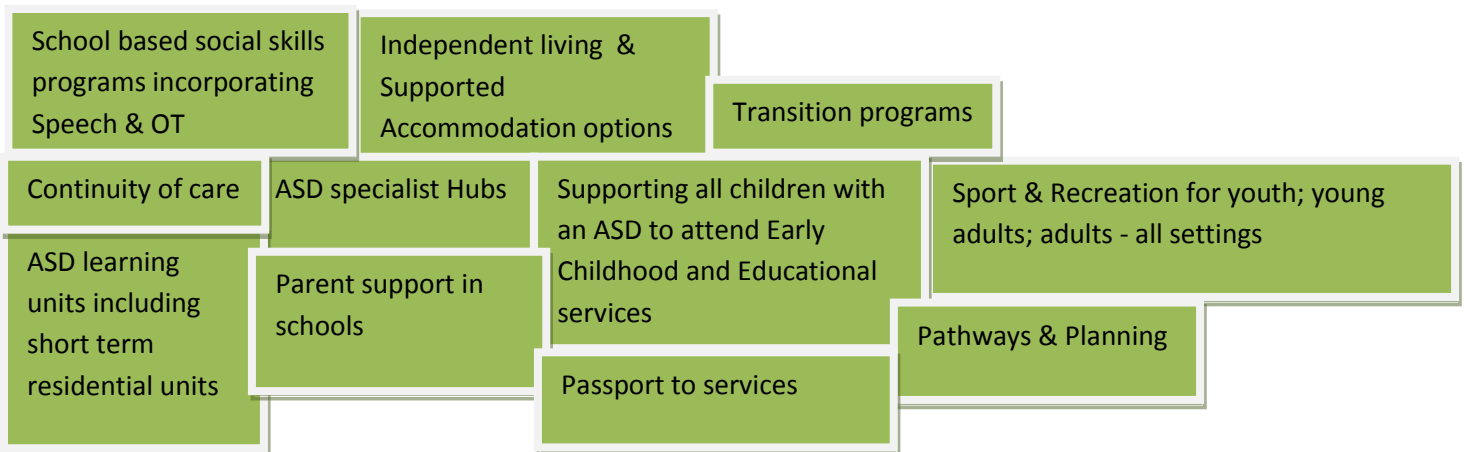 School based social skills
programs incorporating
Speech & OT
Independent living &
Supported
Accommodation options
Transition programs
Continuity of care
ASD specialist Hubs
Supporting all children with
an ASD to attend Early
Childhood and Educational
services
Sport & Recreation for youth; young
adults; adults - all settings
ASD learning
units including
short term
residential units
Parent support in
schools
Pathways & Planning
Passport to services